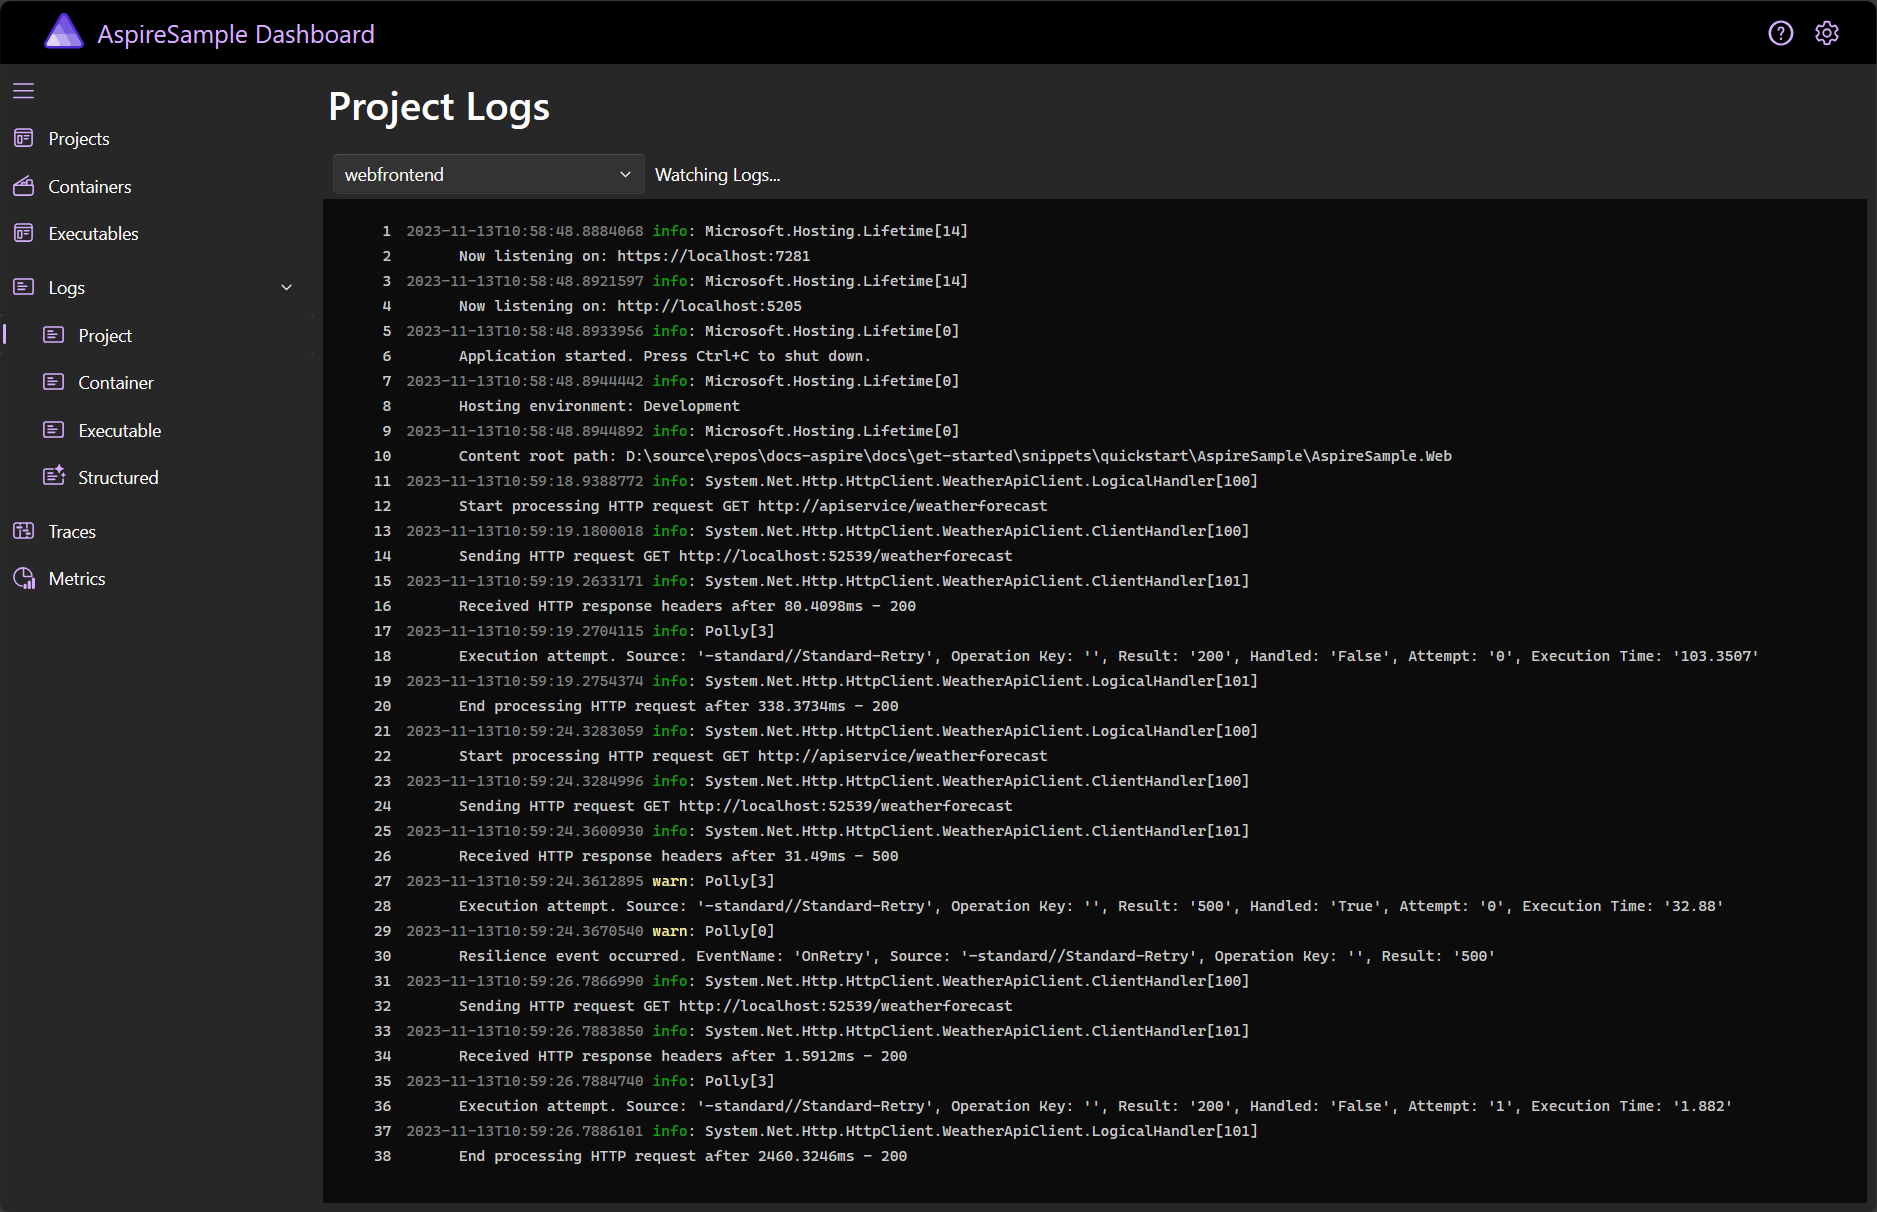 AspireSample Dashboard
Projects
Containers
Executables
Logs
Project
Container
Executable
Structured
Traces
Metrics
Project Logs
webfrontend Watching Logs...
1 2023-11-13T10:58:48.8884068 info: Microsoft.Hosting.Lifetime[14]
2 Now listening on: https://localhost:7281
3 2023-11-13T10:58:48.8921597 info: Microsoft.Hosting.Lifetime[14]
4 Now listening on: http://localhost:5205
5 2023-11-13T10:58:48.8933956 info: Microsoft.Hosting.Lifetime[0]
6 Application started. Press Ctrl+C to shut down.
7 2023-11-13T10:58:48.8944442 info: Microsoft.Hosting.Lifetime[0]
8 Hosting environment: Development
9 2023-11-13T10:58:48.8944892 info: Microsoft.Hosting.Lifetime[0]
10 Content root path: D:\source\repos\docs-aspire\docs\get-started\snippets\quickstart\AspireSample\AspireSample.Web
11 2023-11-13T10:59:18.9388772 info: System.Net.Http.HttpClient.WeatherApiClient.LogicalHandler[100]
12 Start processing HTTP request GET http://apiservice/weatherforecast
13 2023-11-13T10:59:19.1800018 info: System.Net.Http.HttpClient.WeatherApiClient.ClientHandler[100]
14 Sending HTTP request GET http://localhost:52539/weatherforecast
15 2023-11-13T10:59:19.2633171 info: System.Net.Http.HttpClient.WeatherApiClient.ClientHandler[101]
16 Received HTTP response headers after 80.4098ms - 200
17 2023-11-13T10:59:19.2704115 info: Polly[3]
18 Execution attempt. Source: '-standard//Standard-Retry', Operation Key: '', Result: '200', Handled: 'False', Attempt: '0', Execution Time: '103.3507'
19 2023-11-13T10:59:19.2754374 info: System.Net.Http.HttpClient.WeatherApiClient.LogicalHandler[101]
20 End processing HTTP request after 338.3734ms - 200
21 2023-11-13T10:59:24.3283059 info: System.Net.Http.HttpClient.WeatherApiClient.LogicalHandler[100]
22 Start processing HTTP request GET http://apiservice/weatherforecast
23 2023-11-13T10:59:24.3284996 info: System.Net.Http.HttpClient.WeatherApiClient.ClientHandler[100]
24 Sending HTTP request GET http://localhost:52539/weatherforecast
25 2023-11-13T10:59:24.3600930 info: System.Net.Http.HttpClient.WeatherApiClient.ClientHandler[101]
26 Received HTTP response headers after 31.49ms - 500
27 2023-11-13T10:59:24.3612895 warn: Polly[3]
28 Execution attempt. Source: '-standard//Standard-Retry', Operation Key: '', Result: '500', Handled: 'True', Attempt: '0', Execution Time: '32.88'
29 2023-11-13T10:59:24.3670540 warn: Polly[0]
30 Resilience event occurred. EventName: 'OnRetry', Source: '-standard//Standard-Retry', Operation Key: '', Result: '500'
31 2023-11-13T10:59:26.7866990 info: System.Net.Http.HttpClient.WeatherApiClient.ClientHandler[100]
32 Sending HTTP request GET http://localhost:52539/weatherforecast
33 2023-11-13T10:59:26.7883850 info: System.Net.Http.HttpClient.WeatherApiClient.ClientHandler[101]
34 Received HTTP response headers after 1.5912ms - 200
35 2023-11-13T10:59:26.7884740 info: Polly[3]
36 Execution attempt. Source: '-standard//Standard-Retry', Operation Key: '', Result: '200', Handled: 'False', Attempt: '1', Execution Time: '1.882'
37 2023-11-13T10:59:26.7886101 info: System.Net.Http.HttpClient.WeatherApiClient.LogicalHandler[101]
38 End processing HTTP request after 2460.3246ms - 200